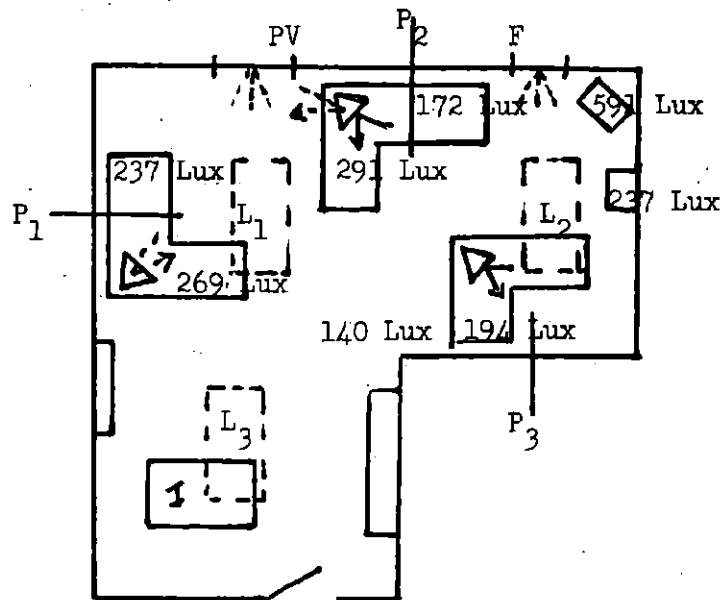 PV P2 F
172 Lux 591 Lux
237 Lux 291 Lux
P1 L1 L2 237 Lux
269 Lux
140 Lux 194 Lux
L3 P3
I